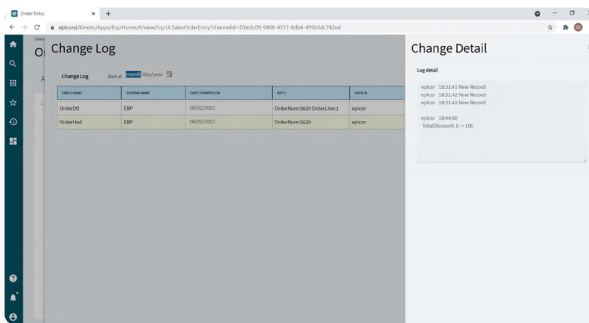 Order Entry
epicorsi/Kinetic/Apps/Erp/Home/#/view/Erp.UI.SalesOrderEntry?channelid=f76e2c09-9408-4517-8db4-495b5dc742ed
Sales
Change Log
Change Detail
Change Log
Start at
month/day/year
Log detail
TABLE NAME
SCHEMA NAME
DATE STAMPED ON
KEY 1
USER ID
OrderDtl
ERP
06/02/2021
OrderNum:5629 OrderLine:1
epicor
OrderHed
ERP
06/02/2021
OrderNum:5629
epicor
epicor 18:31:41 New Record
epicor 18:31:42 New Record
epicor 18:31:42 New Record
epicor 18:44:00
TotalDiscount: 0 -> 100